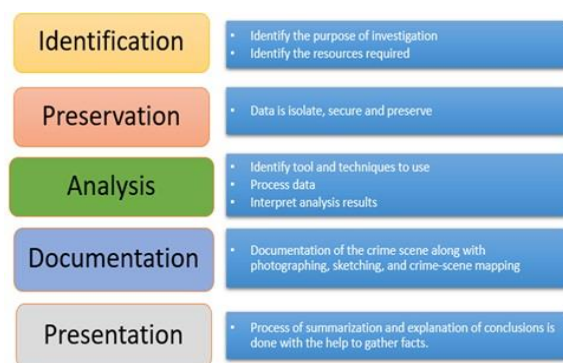 Identification
• Identify the purpose of investigation
• Identify the resources required
Preservation
• Data is isolate, secure and preserve
Analysis
• Identify tool and techniques to use
• Process data
• Interpret analysis results
Documentation
• Documentation of the crime scene along with
photographing, sketching, and crime-scene mapping
Presentation
• Process of summarization and explanation of conclusions is
done with the help to gather facts.